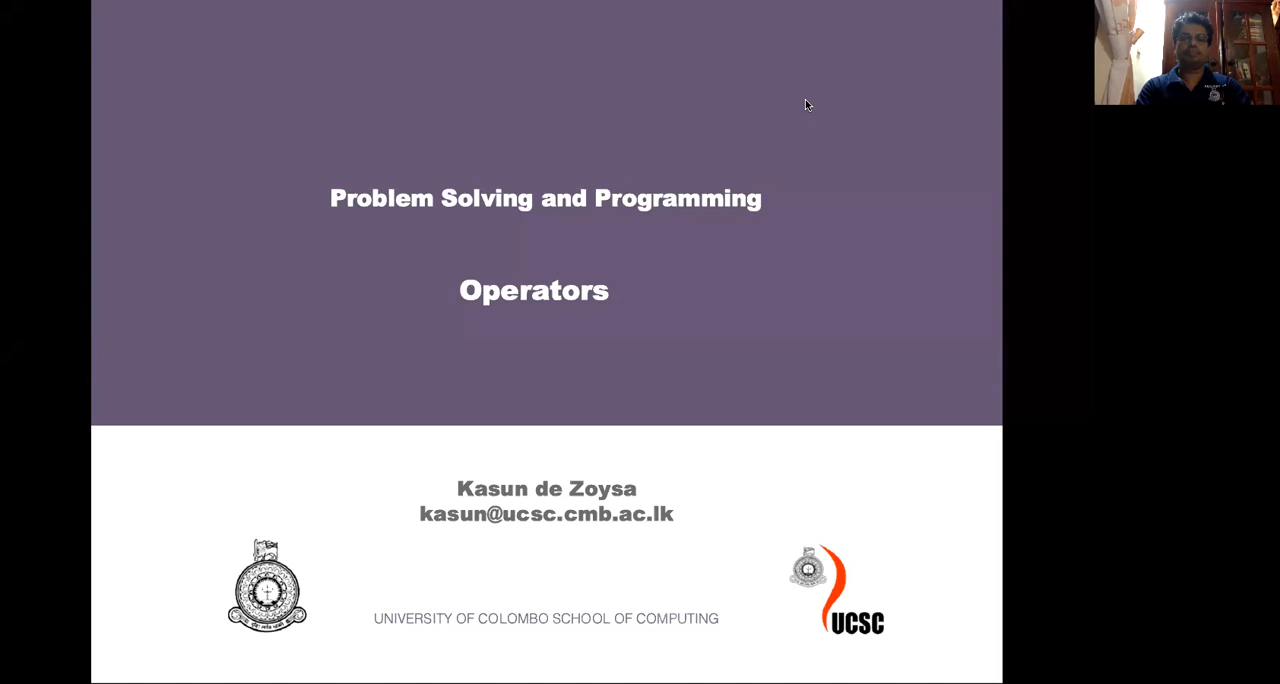 Problem Solving and Programming
Operators
Kasun de Zoysa
kasun@ucsc.cmb.ac.lk
UNIVERSITY OF COLOMBO SCHOOL OF COMPUTING
UCSC